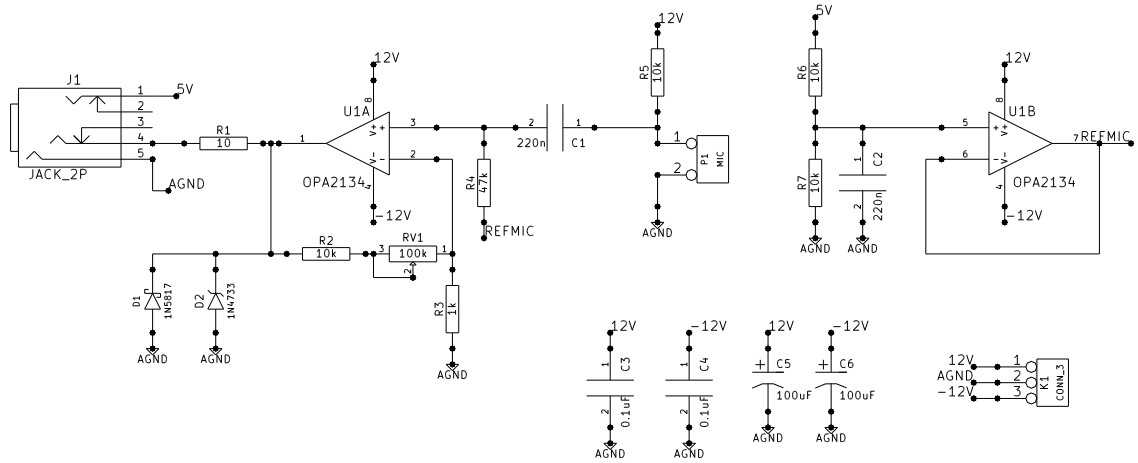 J1
1
5V
2
3
4
5
AGND
JACK_2P
R1
10
1
12V
8
U1A
V+
+
3
2
V-
-
4
OPA2134
-12V
R4
47k
REFMIC
2
1
220n
C1
12V
R5
10k
1
2
P1
MIC
AGND
5V
R6
10k
R7
10k
AGND
1
C2
2
220n
AGND
12V
8
U1B
5
6
V+
+
V-
-
4
7
REFMIC
OPA2134
-12V
R2
10k
3
RV1
100k
1
2
R3
1k
AGND
D1
1N5817
AGND
D2
1N4733
AGND
12V
1
C3
2
0.1uF
AGND
-12V
1
C4
2
0.1uF
AGND
12V
+
C5
100uF
AGND
-12V
+
C6
100uF
AGND
12V
1
AGND
2
-12V
3
K1
CONN_3